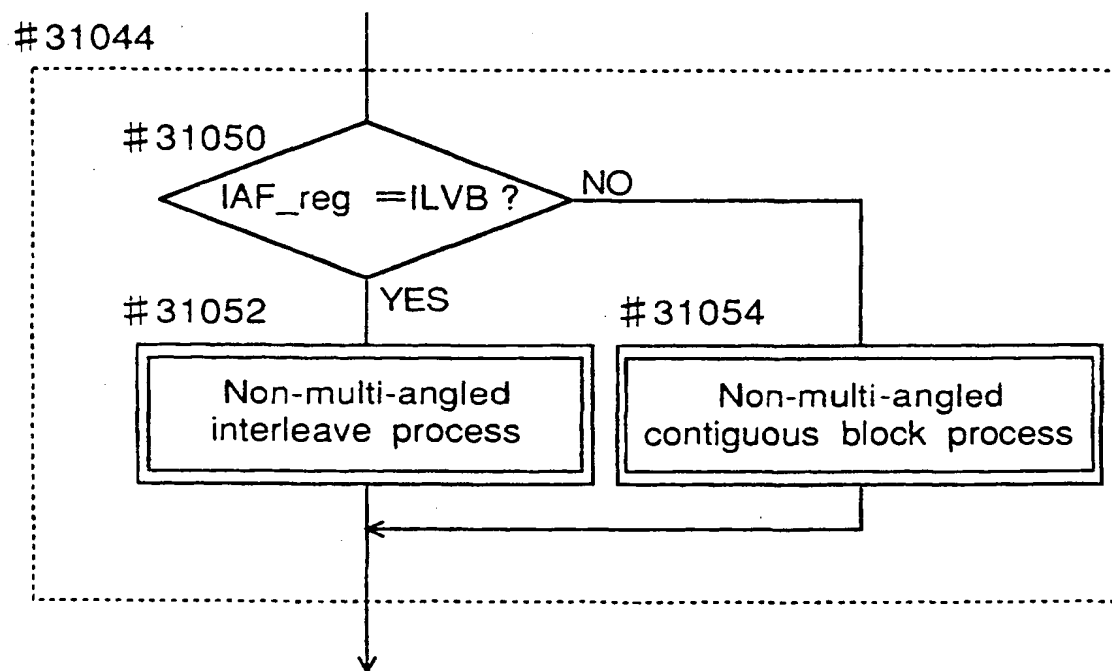 #31044
#31050
IAF_reg =ILVB ?
NO
YES
#31052
#31054
Non-multi-angled
interleave process
Non-multi-angled
contiguous block process